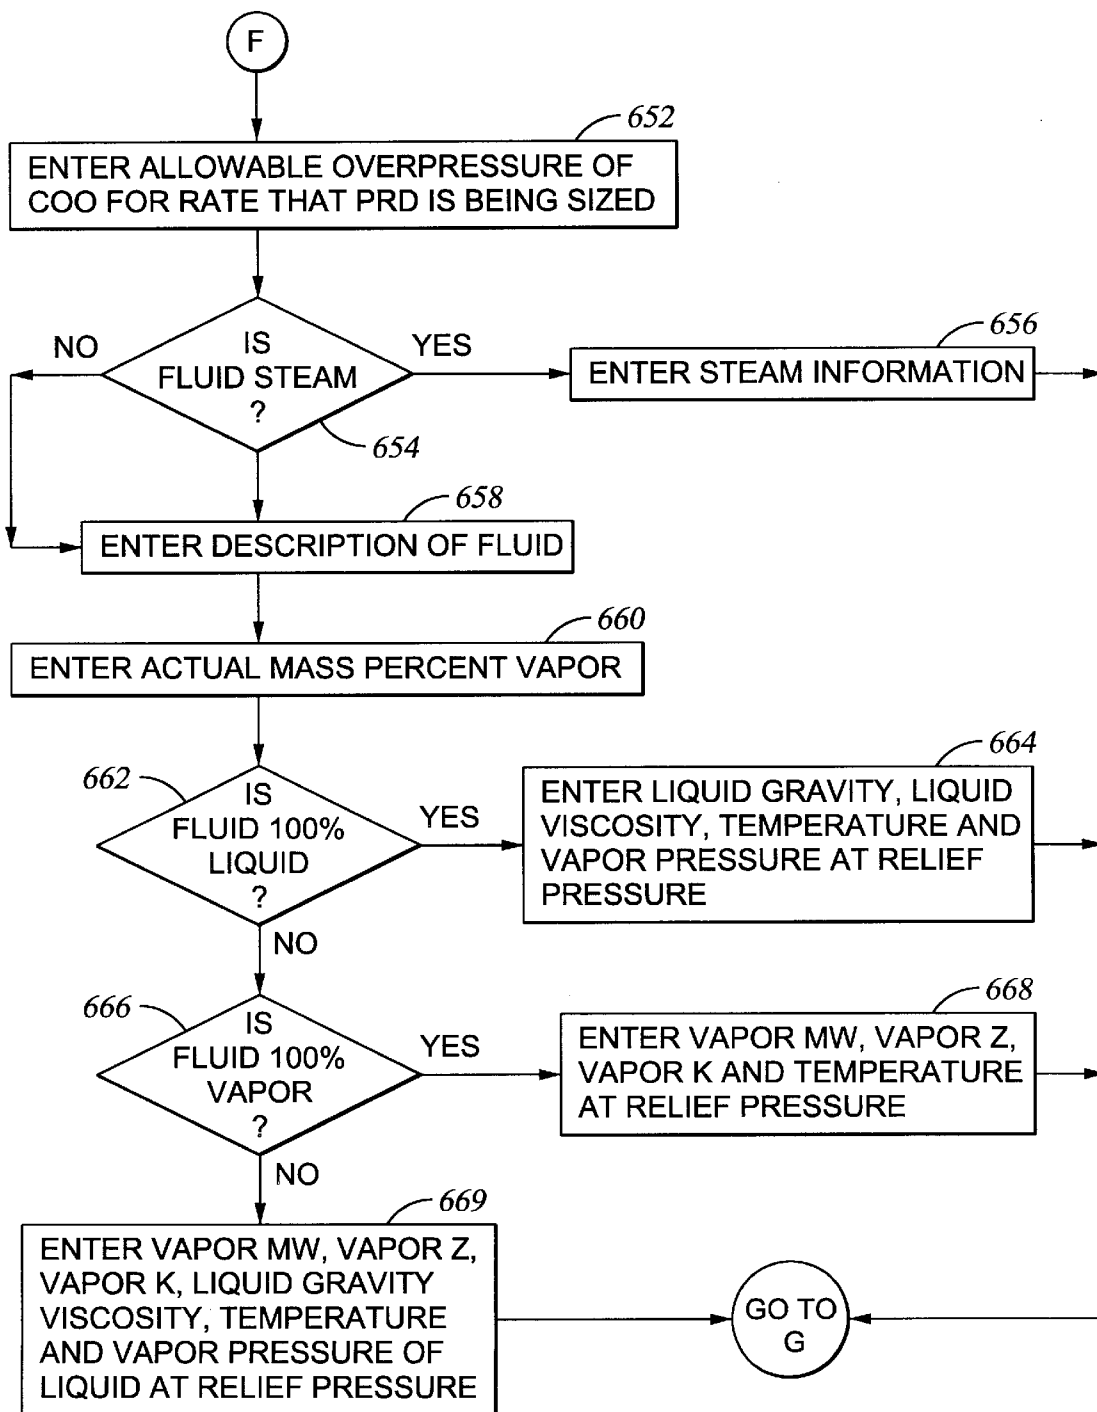 F
652
ENTER ALLOWABLE OVERPRESSURE OF
COO FOR RATE THAT PRD IS BEING SIZED
NO
IS
FLUID STEAM
?
YES
654
656
ENTER STEAM INFORMATION
658
ENTER DESCRIPTION OF FLUID
660
ENTER ACTUAL MASS PERCENT VAPOR
662
IS
FLUID 100%
LIQUID
?
YES
NO
664
ENTER LIQUID GRAVITY, LIQUID
VISCOSITY, TEMPERATURE AND
VAPOR PRESSURE AT RELIEF
PRESSURE
666
IS
FLUID 100%
VAPOR
?
YES
NO
668
ENTER VAPOR MW, VAPOR Z,
VAPOR K AND TEMPERATURE
AT RELIEF PRESSURE
669
ENTER VAPOR MW, VAPOR Z,
VAPOR K, LIQUID GRAVITY
VISCOSITY, TEMPERATURE
AND VAPOR PRESSURE OF
LIQUID AT RELIEF PRESSURE
GO TO
G